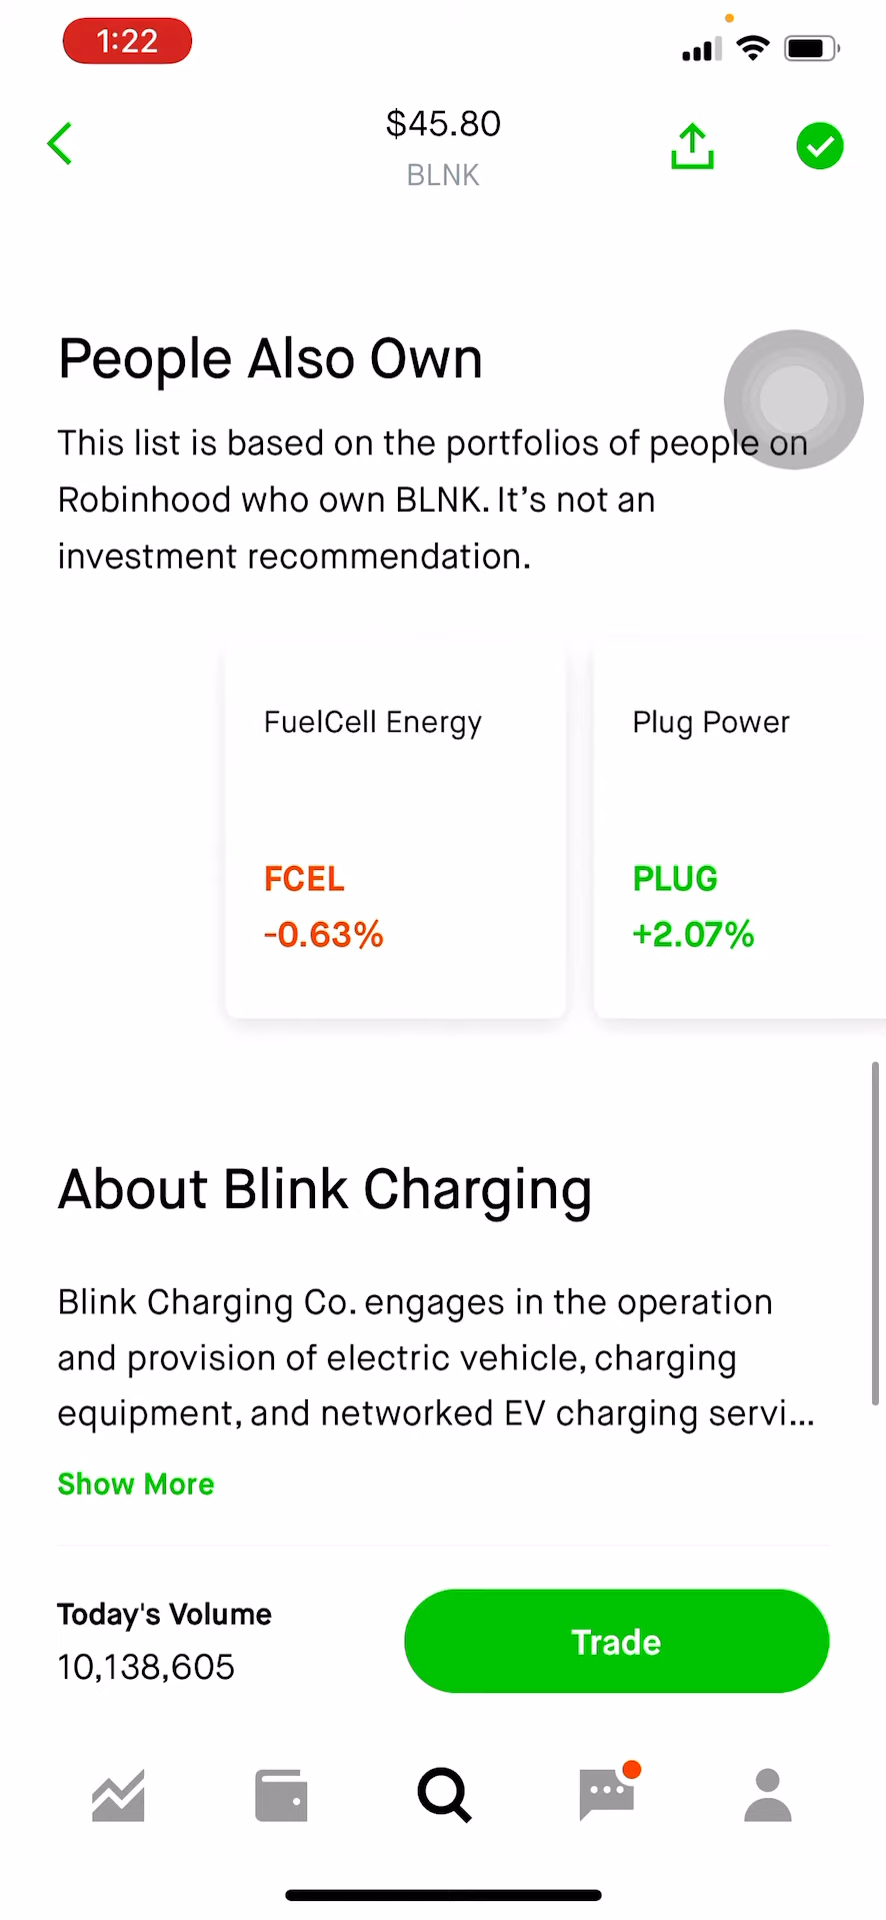 1:22
$45.80
BLNK
People Also Own
This list is based on the portfolios of people on
Robinhood who own BLNK. It’s not an
investment recommendation.
FuelCell Energy
FCEL
-0.63%
Plug Power
PLUG
+2.07%
About Blink Charging
Blink Charging Co. engages in the operation
and provision of electric vehicle, charging
equipment, and networked EV charging servi...
Show More
Today's Volume
10,138,605
Trade